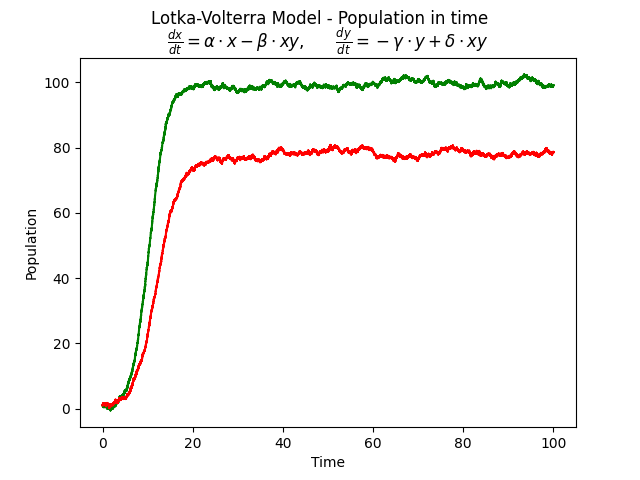 Lotka-Volterra Model - Population in time
dx/dt = α · x − β · xy, dy/dt = −γ · y + δ · xy
Population
100
80
60
40
20
0
0 20 40 60 80 100
Time